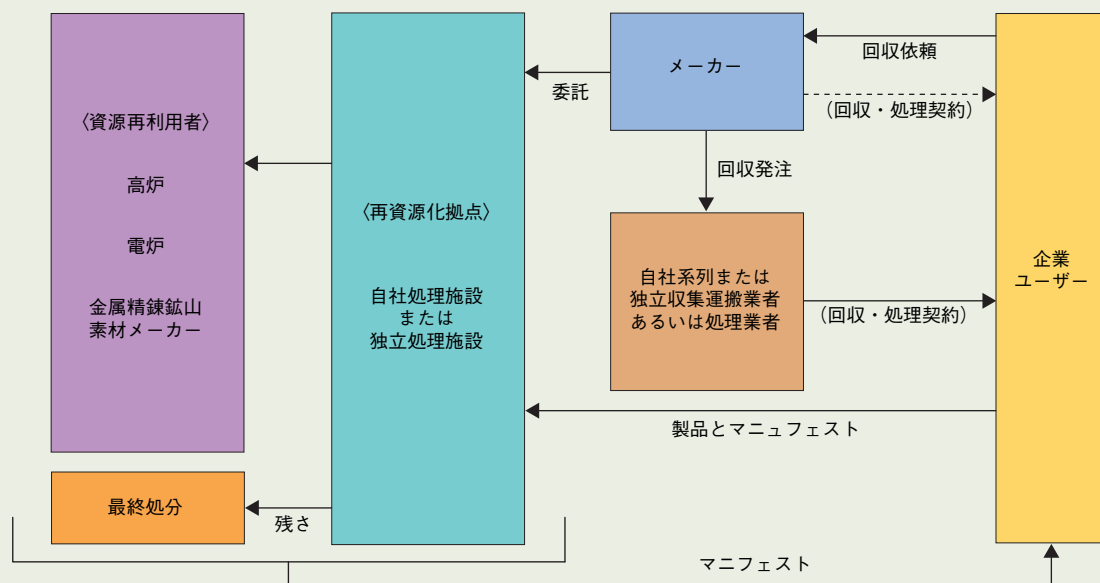 〈資源再利用者〉
高炉
電炉
金属精錬鉱山
素材メーカー
最終処分
残さ
〈再資源化拠点〉
自社処理施設
または
独立処理施設
委託
メーカー
回収発注
自社系列または
独立収集運搬業者
あるいは処理業者
回収依頼
（回収・処理契約）
（回収・処理契約）
製品とマニュフェスト
企業
ユーザー
マニフェスト